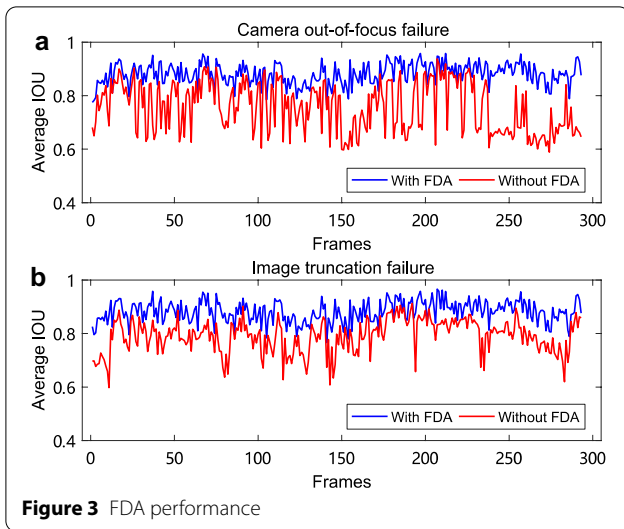 Camera out-of-focus failure
a
1
0.8
0.6
0.4
Average IOU
With FDA
Without FDA
0 50 100 150 200 250 300
Frames
Image truncation failure
b
1
0.8
0.6
0.4
Average IOU
With FDA
Without FDA
0 50 100 150 200 250 300
Frames
Figure 3 FDA performance